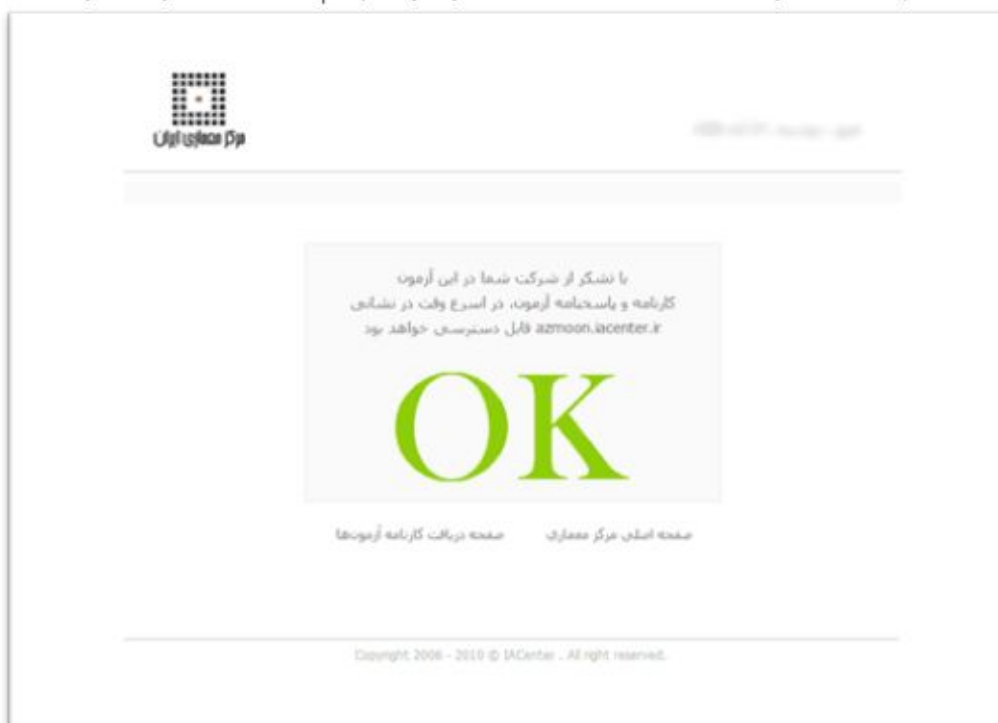 مرکز معماری ایران
با تشکر از شرکت شما در این آزمون
کارنامه و پاسخنامه آزمون، در اسرع وقت در نشانی
azmoon.iacenter.ir قابل دسترسی خواهد بود
OK
صفحه اصلی مرکز معماری صفحه دریافت کارنامه آزمون‌ها
Copyright 2006 - 2010 © IACenter . All right reserved.